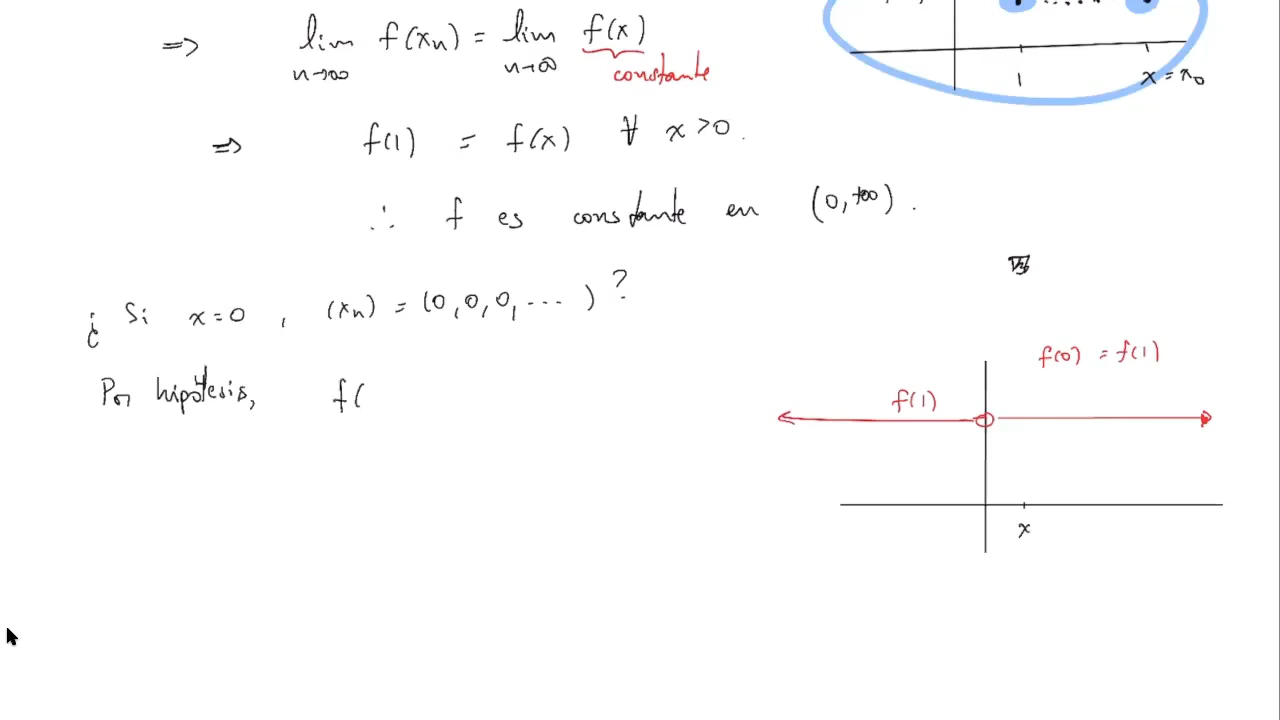 ⇒ lim f(xₙ) = lim f(x)
n→∞ n→∞ constante
1 x = x₀
⇒ f(1) = f(x) ∀ x > 0.
∴ f es constante en (0, +∞).
¿ Si x = 0, (xₙ) = (0, 0, 0, ... ) ?
f(0) = f(1)
Por hipótesis, f(
f(1)
x